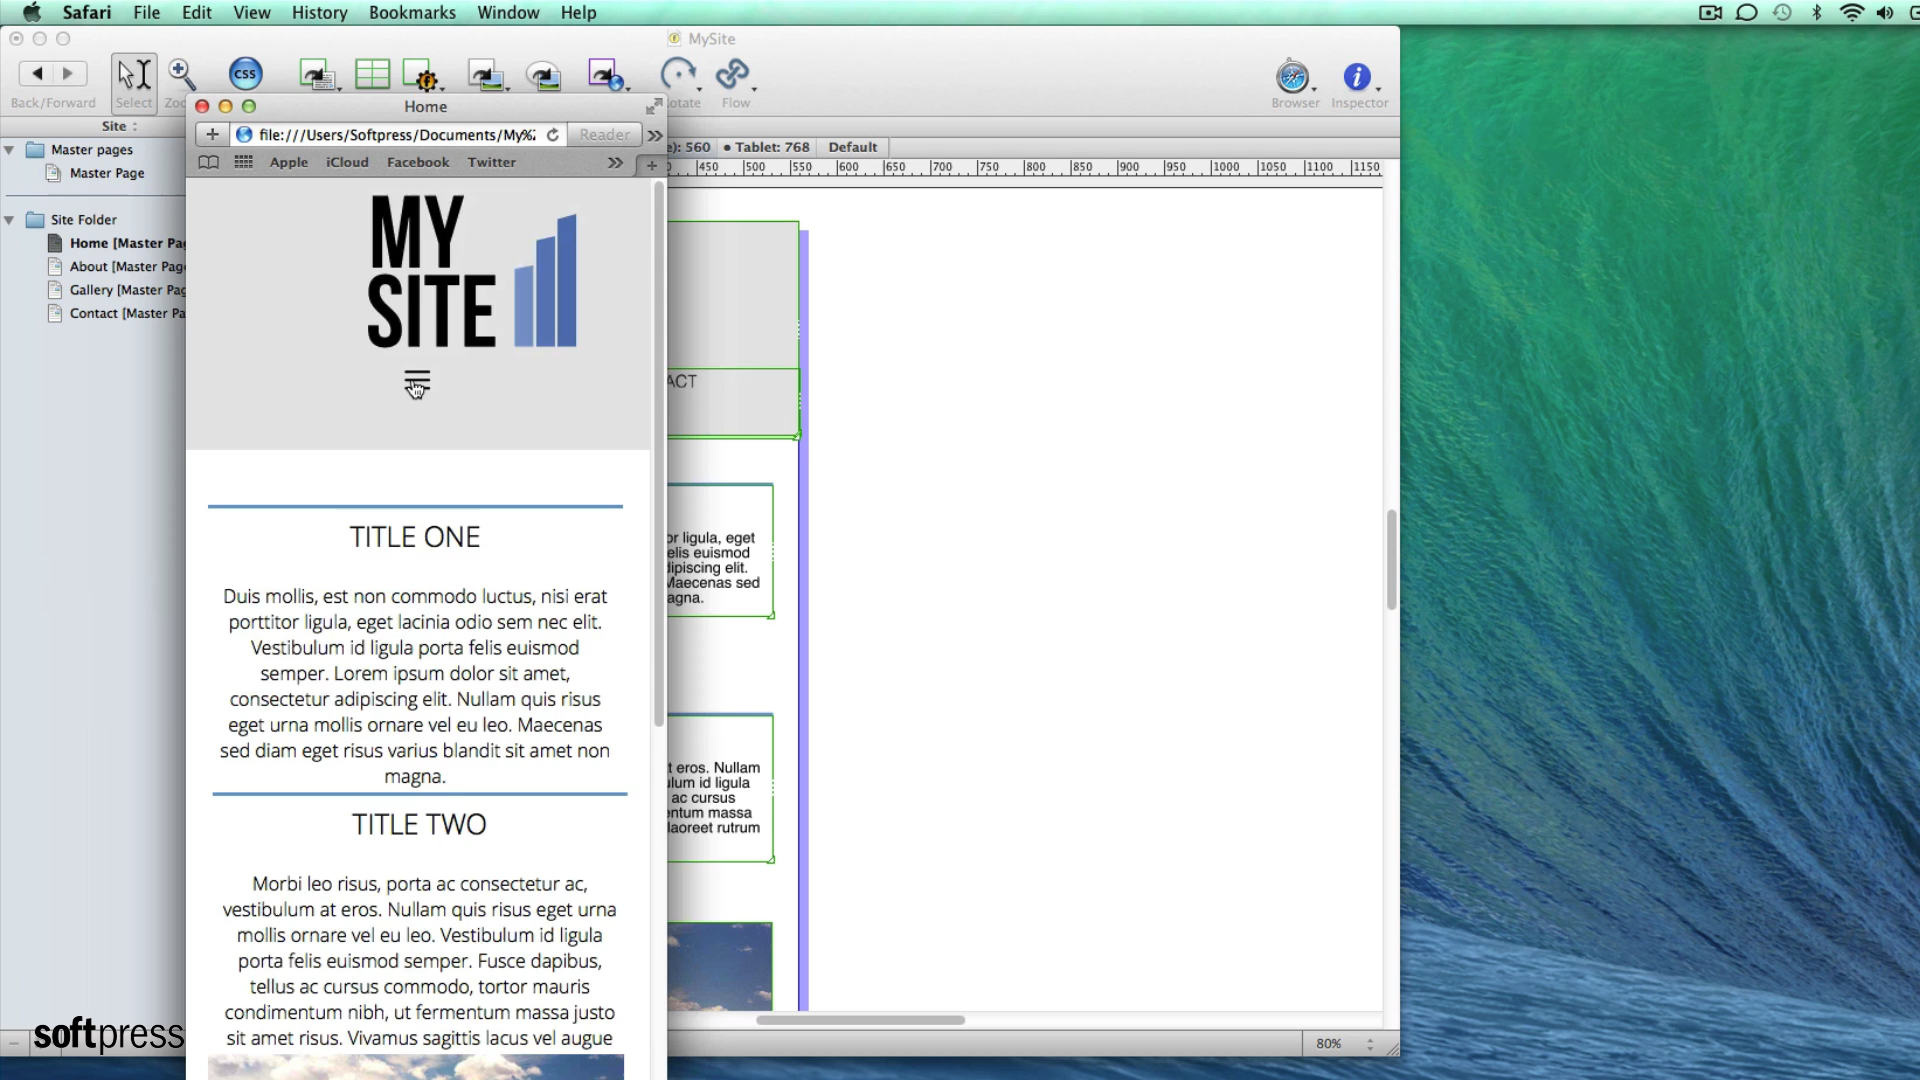 Safari File Edit View History Bookmarks Window Help
MySite
Back/Forward Select
CSS
Rotate Flow Browser Inspector
Site
Home
file:///Users/Softpress/Documents/My%2
Reader
Apple iCloud Facebook Twitter
: 560 • Tablet: 768 Default
450 500 550 600 650 700 750 800 850 900 950 1000 1050 1100 1150
Master pages
Master Page
Site Folder
Home [Master Pag
About [Master Page
Gallery [Master Pag
Contact [Master Pa
MY
SITE
ACT
TITLE ONE
Duis mollis, est non commodo luctus, nisi erat
porttitor ligula, eget lacinia odio sem nec elit.
Vestibulum id ligula porta felis euismod
semper. Lorem ipsum dolor sit amet,
consectetur adipiscing elit. Nullam quis risus
eget urna mollis ornare vel eu leo. Maecenas
sed diam eget risus varius blandit sit amet non
magna.
TITLE TWO
Morbi leo risus, porta ac consectetur ac,
vestibulum at eros. Nullam quis risus eget urna
mollis ornare vel eu leo. Vestibulum id ligula
porta felis euismod semper. Fusce dapibus,
tellus ac cursus commodo, tortor mauris
condimentum nibh, ut fermentum massa justo
sit amet risus. Vivamus sagittis lacus vel augue
or ligula, eget
elis euismod
dipiscing elit.
Maecenas sed
agna.
t eros. Nullam
ulum id ligula
ac cursus
entum massa
laoreet rutrum
softpress
80%